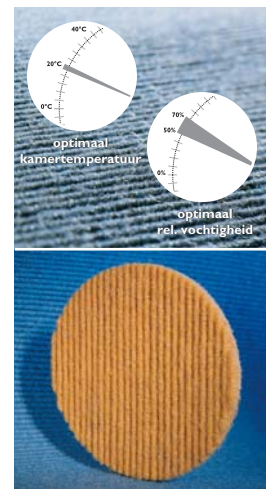 40°C
20°C
0°C
optimaal
kamertemperatuur
70%
50%
0%
optimaal
rel. vochtigheid